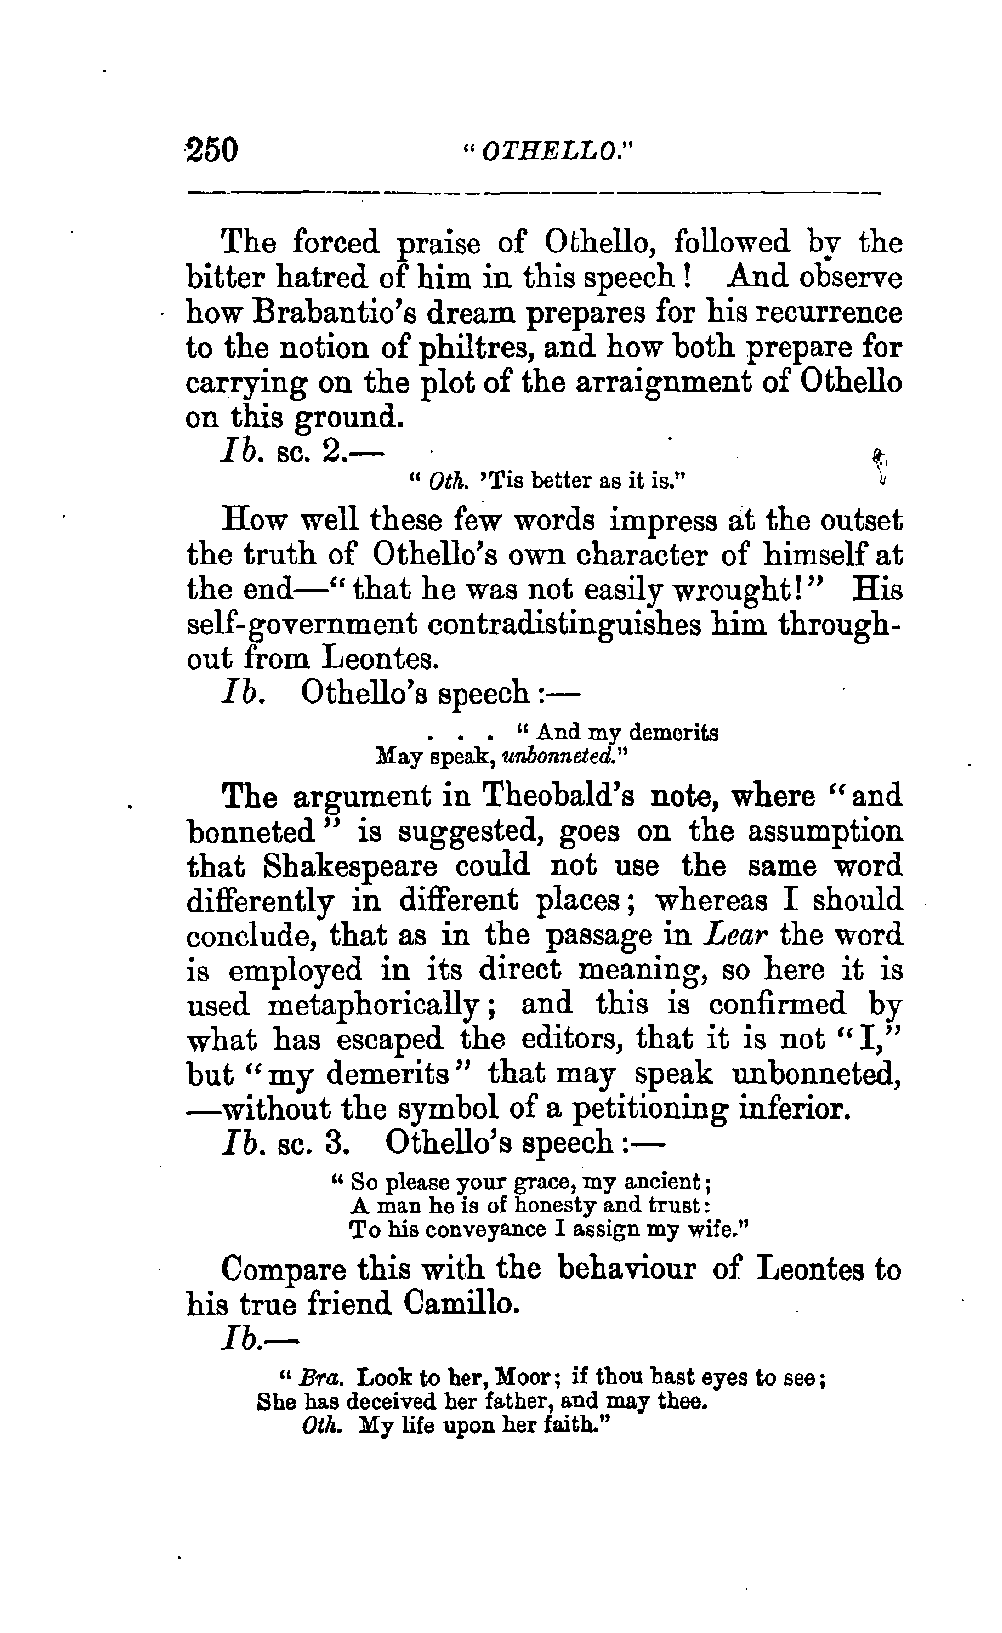 250 “ OTHELLO.”
The forced praise of Othello, followed by the
bitter hatred of him in this speech ! And observe
how Brabantio’s dream prepares for his recurrence
to the notion of philtres, and how both prepare for
carrying on the plot of the arraignment of Othello
on this ground.
Ib. sc. 2.—
“ Oth. ’Tis better as it is.”
How well these few words impress at the outset
the truth of Othello’s own character of himself at
the end—“ that he was not easily wrought!” His
self-government contradistinguishes him through-
out from Leontes.
Ib. Othello’s speech :—
. . . “ And my demerits
May speak, unbonneted.”
The argument in Theobald’s note, where “ and
bonneted ” is suggested, goes on the assumption
that Shakespeare could not use the same word
differently in different places ; whereas I should
conclude, that as in the passage in Lear the word
is employed in its direct meaning, so here it is
used metaphorically ; and this is confirmed by
what has escaped the editors, that it is not “ I,”
but “ my demerits ” that may speak unbonneted,
—without the symbol of a petitioning inferior.
Ib. sc. 3. Othello’s speech :—
“ So please your grace, my ancient ;
A man he is of honesty and trust :
To his conveyance I assign my wife.”
Compare this with the behaviour of Leontes to
his true friend Camillo.
Ib.—
“ Bra. Look to her, Moor ; if thou hast eyes to see ;
She has deceived her father, and may thee.
Oth. My life upon her faith.”